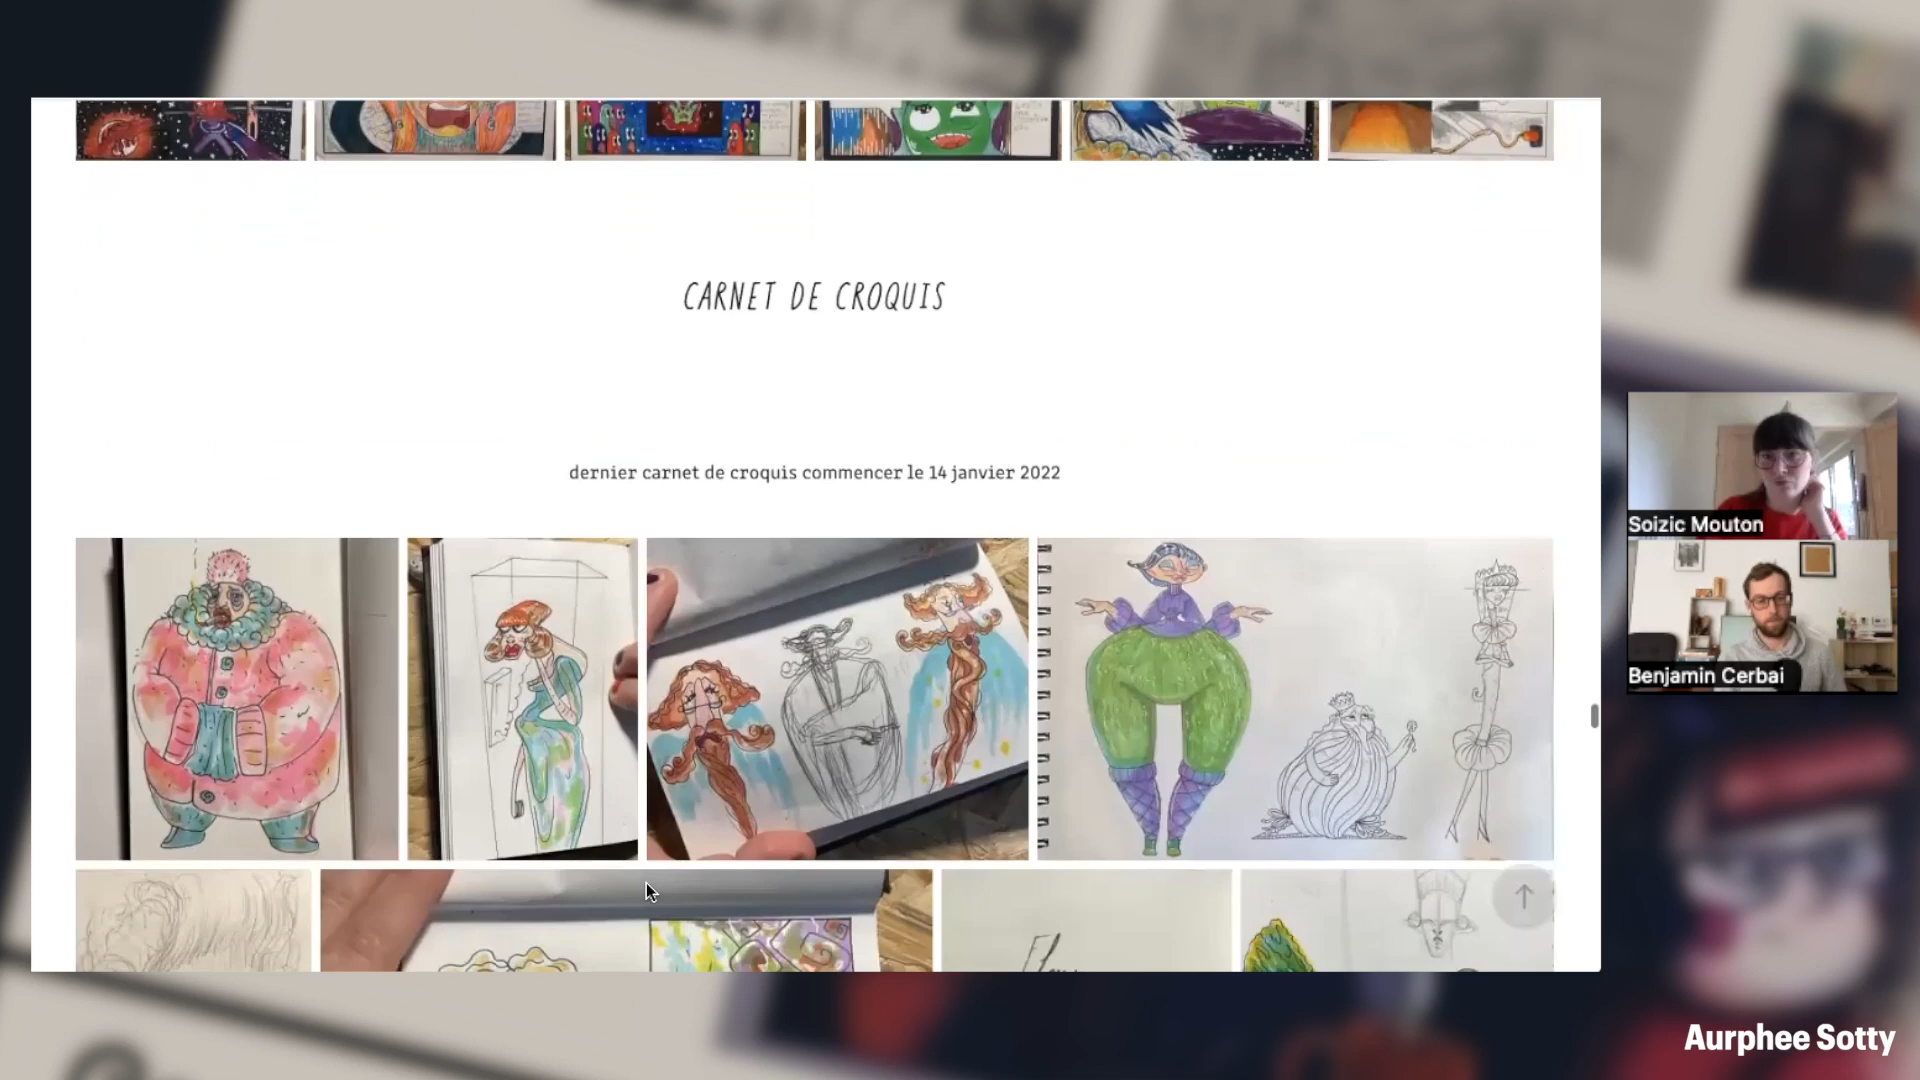 CARNET DE CROQUIS
dernier carnet de croquis commencer le 14 janvier 2022
Soizic Mouton
Benjamin Cerbai
Aurphee Sotty